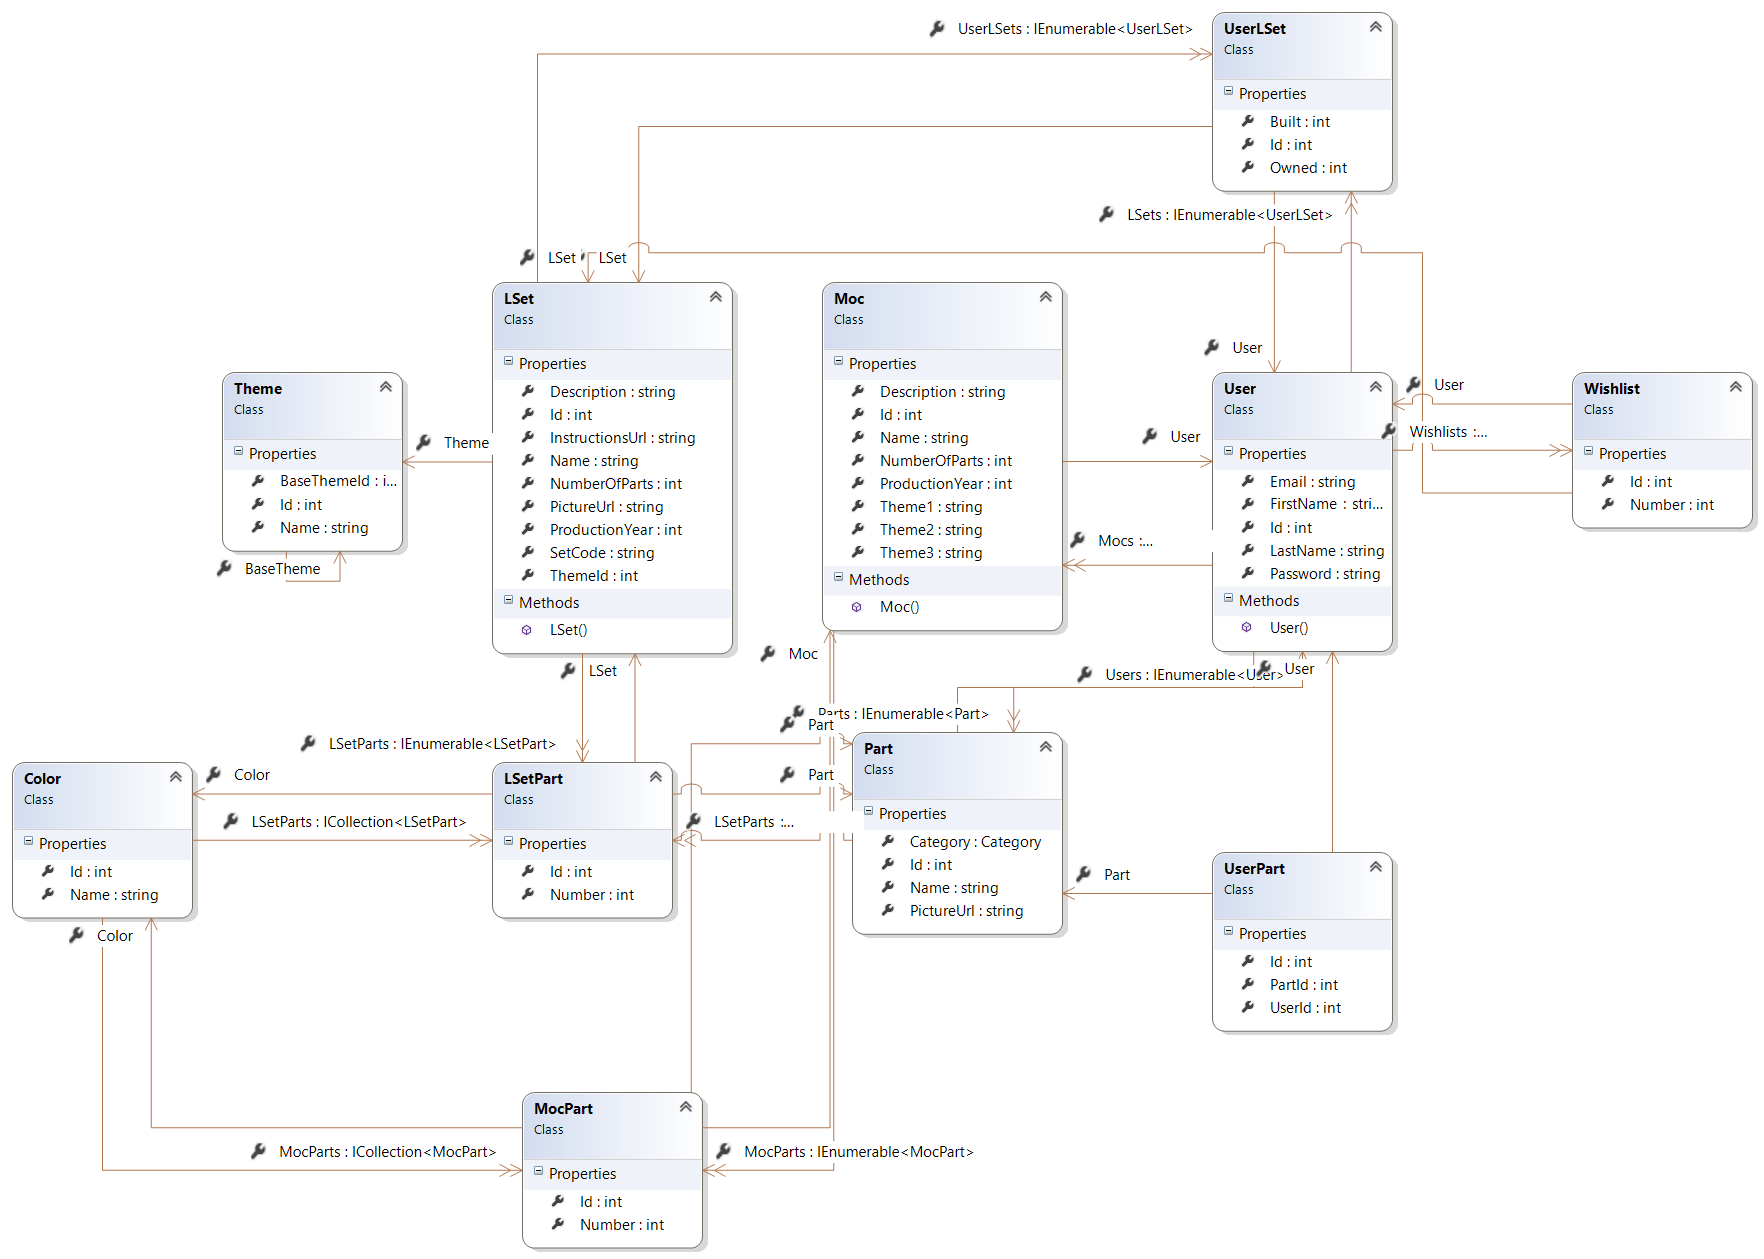 UserLSets : IEnumerable<UserLSet>
UserLSet
Class
Properties
Built : int
Id : int
Owned : int
LSets : IEnumerable<UserLSet>
LSet
LSet
LSet
Class
Properties
Description : string
Id : int
InstructionsUrl : string
Name : string
NumberOfParts : int
PictureUrl : string
ProductionYear : int
SetCode : string
ThemeId : int
Methods
LSet()
Moc
Class
Properties
Description : string
Id : int
Name : string
NumberOfParts : int
ProductionYear : int
Theme1 : string
Theme2 : string
Theme3 : string
Methods
Moc()
User
Theme
Class
Properties
BaseThemeId : i...
Id : int
Name : string
Theme
BaseTheme
User
User
Class
Properties
Email : string
FirstName : stri...
Id : int
LastName : string
Password : string
Methods
User()
User
Wishlists :...
Wishlist
Class
Properties
Id : int
Number : int
Mocs :...
Moc
LSet
Users : IEnumerable<User>
User
Parts : IEnumerable<Part>
Part
LSetParts : IEnumerable<LSetPart>
Color
Class
Properties
Id : int
Name : string
Color
LSetParts : ICollection<LSetPart>
LSetPart
Class
Properties
Id : int
Number : int
Part
LSetParts :...
Part
Class
Properties
Category : Category
Id : int
Name : string
PictureUrl : string
Part
UserPart
Class
Properties
Id : int
PartId : int
UserId : int
Color
MocPart
Class
Properties
Id : int
Number : int
MocParts : ICollection<MocPart>
MocParts : IEnumerable<MocPart>